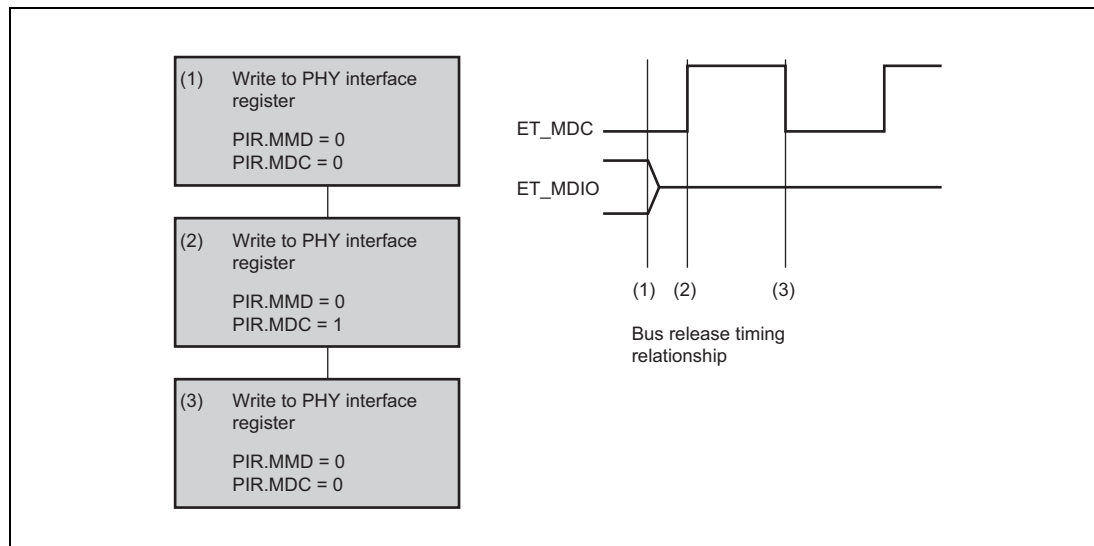 (1) Write to PHY interface
register
PIR.MMD = 0
PIR.MDC = 0
(2) Write to PHY interface
register
PIR.MMD = 0
PIR.MDC = 1
(3) Write to PHY interface
register
PIR.MMD = 0
PIR.MDC = 0
ET_MDC
ET_MDIO
(1) (2) (3)
Bus release timing
relationship